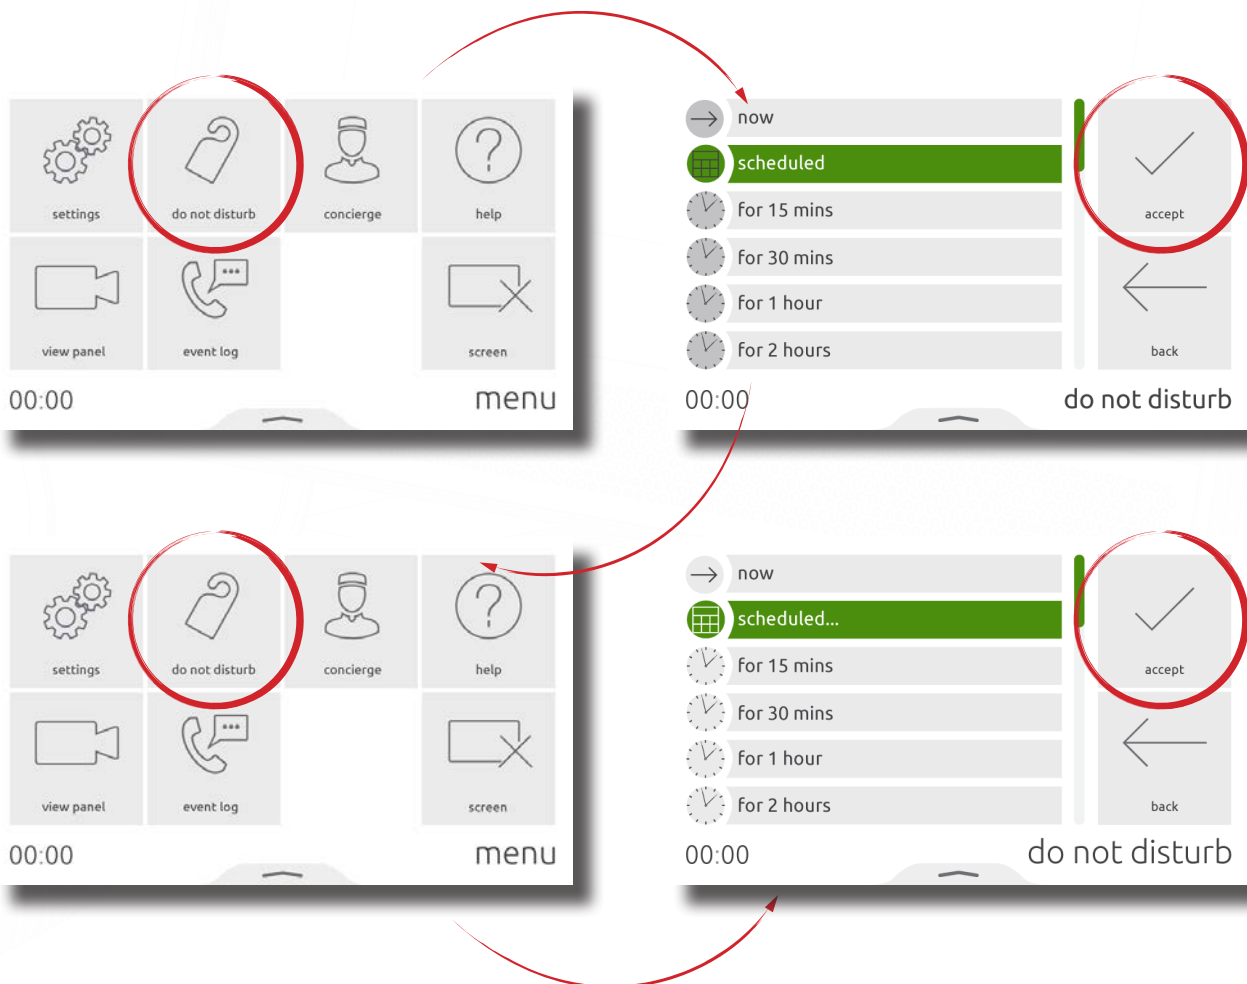 settings
do not disturb
concierge
help
view panel
event log
screen
00:00
menu
now
scheduled
for 15 mins
for 30 mins
for 1 hour
for 2 hours
accept
back
00:00
do not disturb
settings
do not disturb
concierge
help
view panel
event log
screen
00:00
menu
now
scheduled...
for 15 mins
for 30 mins
for 1 hour
for 2 hours
accept
back
00:00
do not disturb